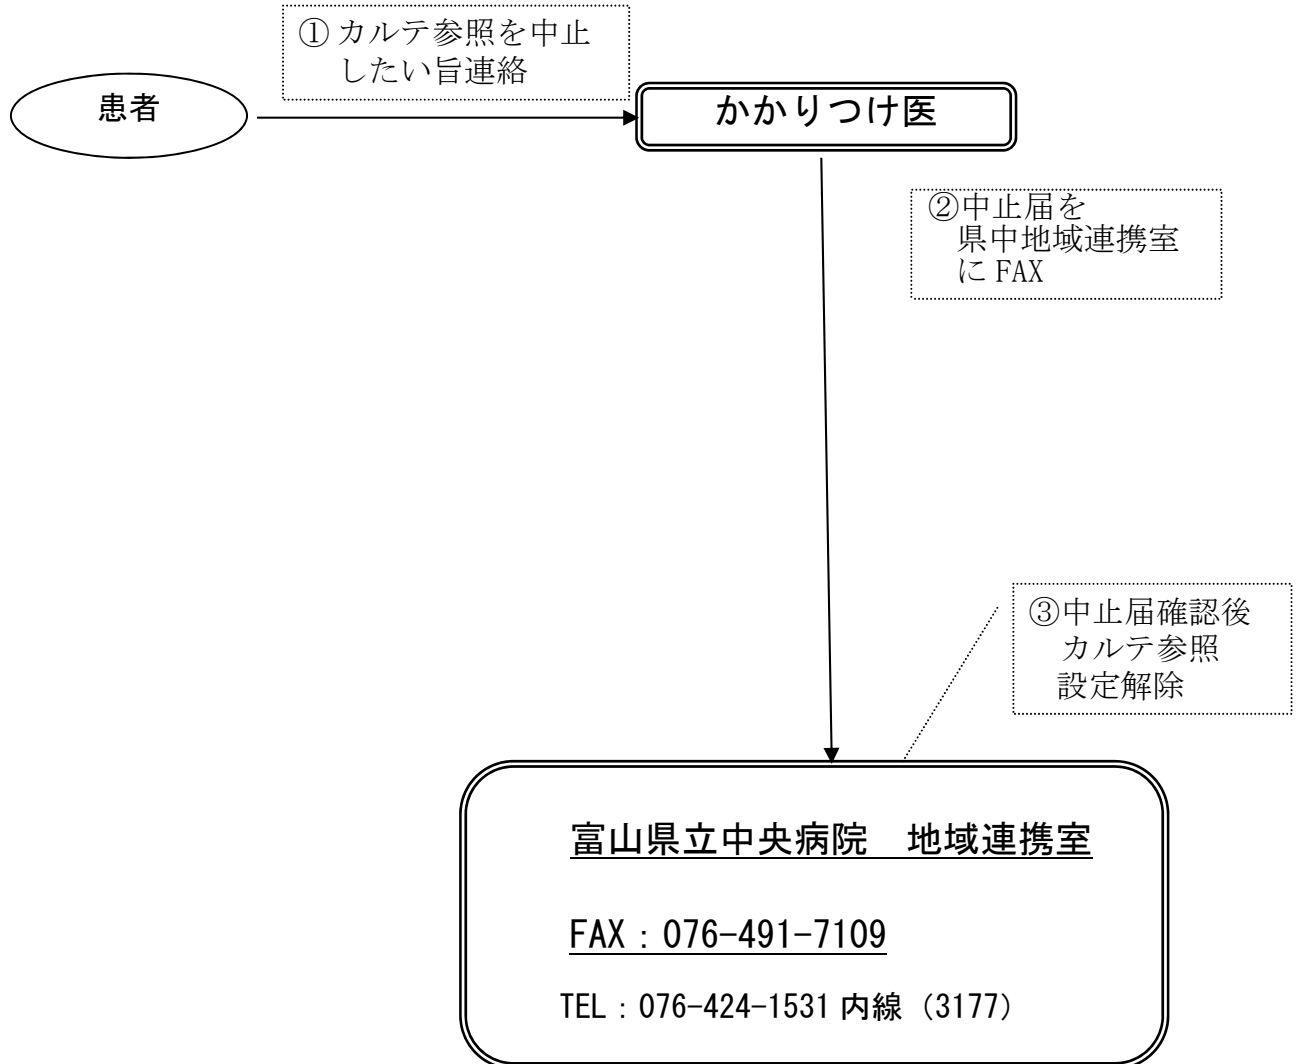 ① カルテ参照を中止
したい旨連絡
患者
かかりつけ医
②中止届を
県中地域連携室
に FAX
③中止届確認後
カルテ参照
設定解除
富山県立中央病院　地域連携室
FAX：076-491-7109
TEL：076-424-1531 内線（3177）